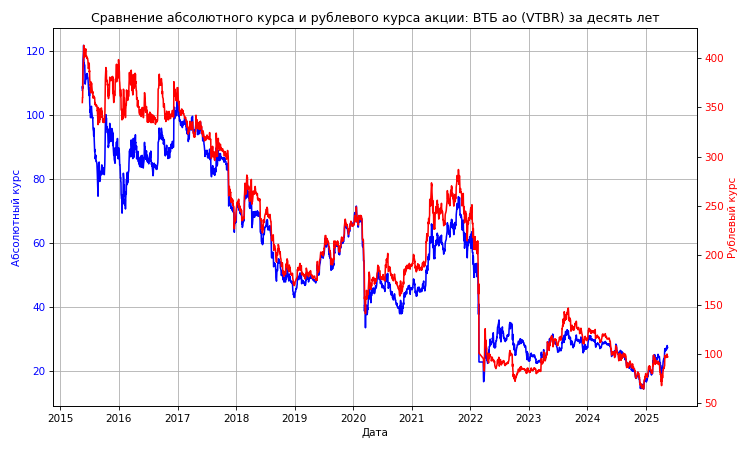 Сравнение абсолютного курса и рублевого курса акции: ВТБ ао (VTBR) за десять лет
120
100
80
60
40
20
Абсолютный курс
400
350
300
250
200
150
100
50
Рублевый курс
2015 2016 2017 2018 2019 2020 2021 2022 2023 2024 2025
Дата